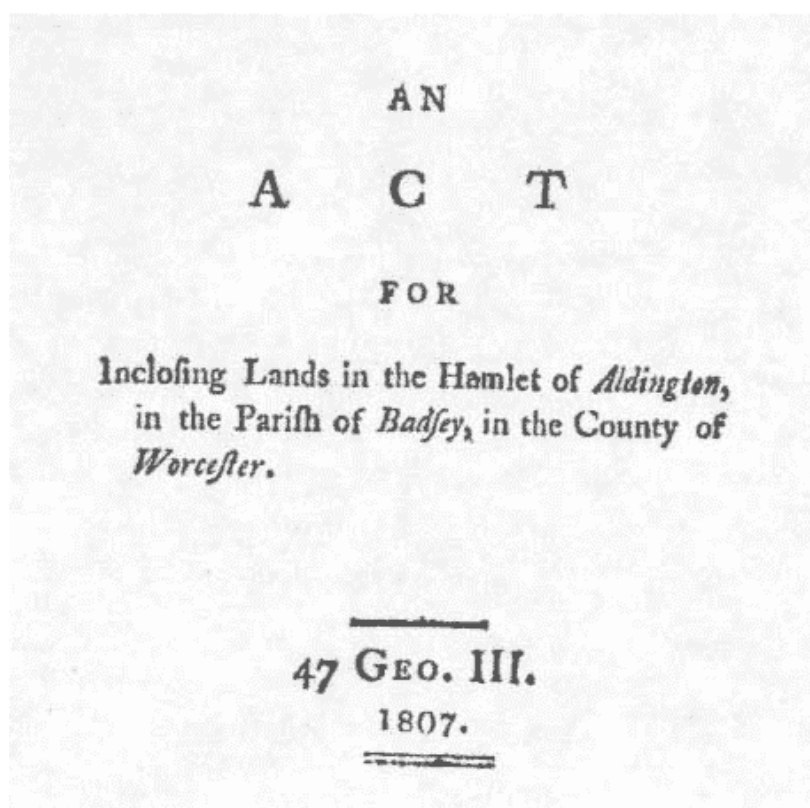 AN
ACT
FOR
Incloſing Lands in the Hamlet of Aldington,
in the Pariſh of Badſey, in the County of
Worceſter.
47 GEO. III.
1807.